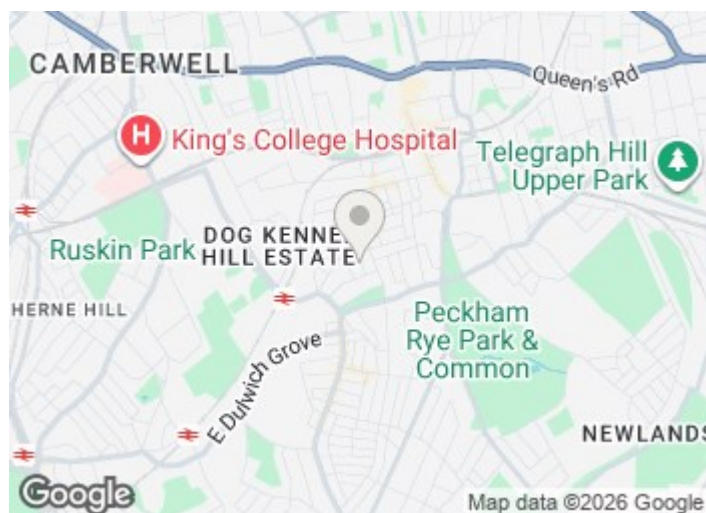 CAMBERWELL
Queen's Rd
H
King's College Hospital
Telegraph Hill
Upper Park
Ruskin Park
DOG KENNE
HILL ESTATE
HERNE HILL
Peckham
Rye Park &
Common
E Dulwich Grove
NEWLANDS
Google
Map data ©2026 Google